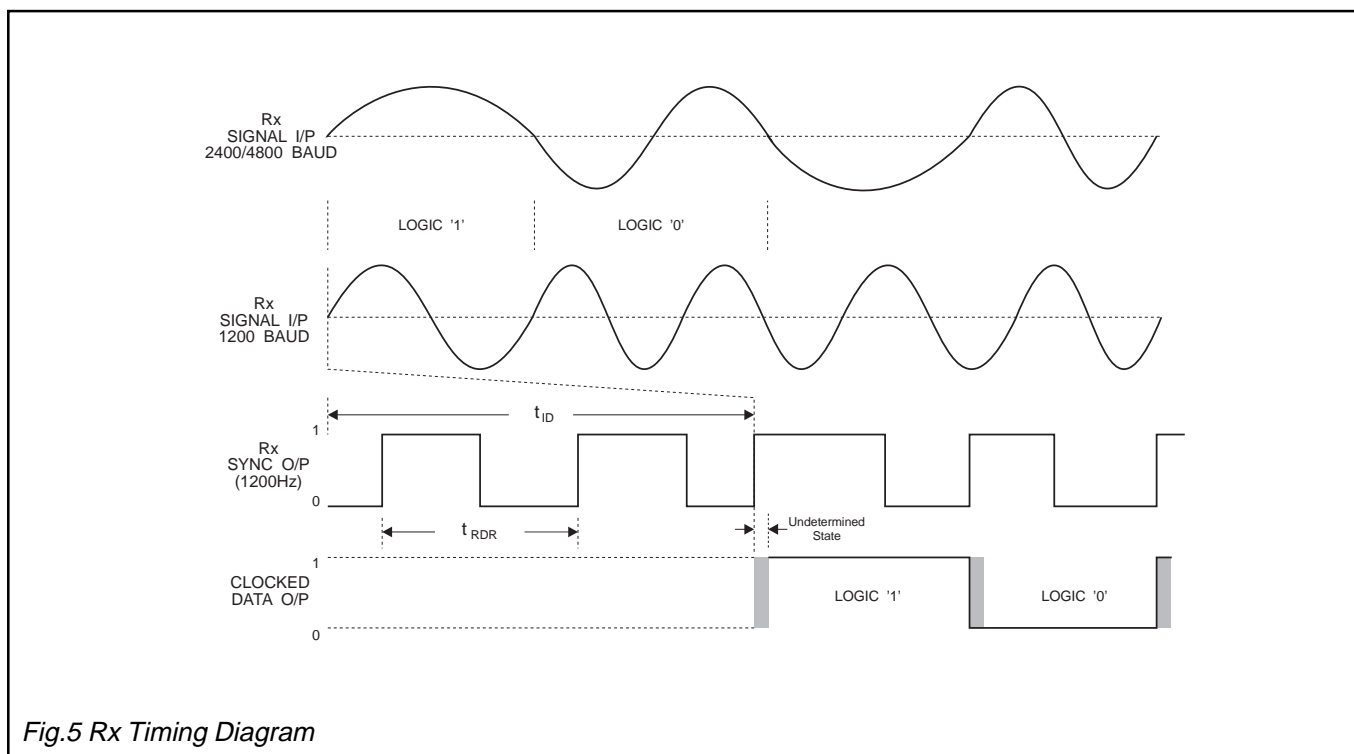 Rx
SIGNAL I/P
2400/4800 BAUD
LOGIC '1'
LOGIC '0'
Rx
SIGNAL I/P
1200 BAUD
t ID
1
Rx
SYNC O/P
(1200Hz)
0
t RDR
Undetermined
State
1
CLOCKED
DATA O/P
LOGIC '1'
LOGIC '0'
0
Fig.5 Rx Timing Diagram